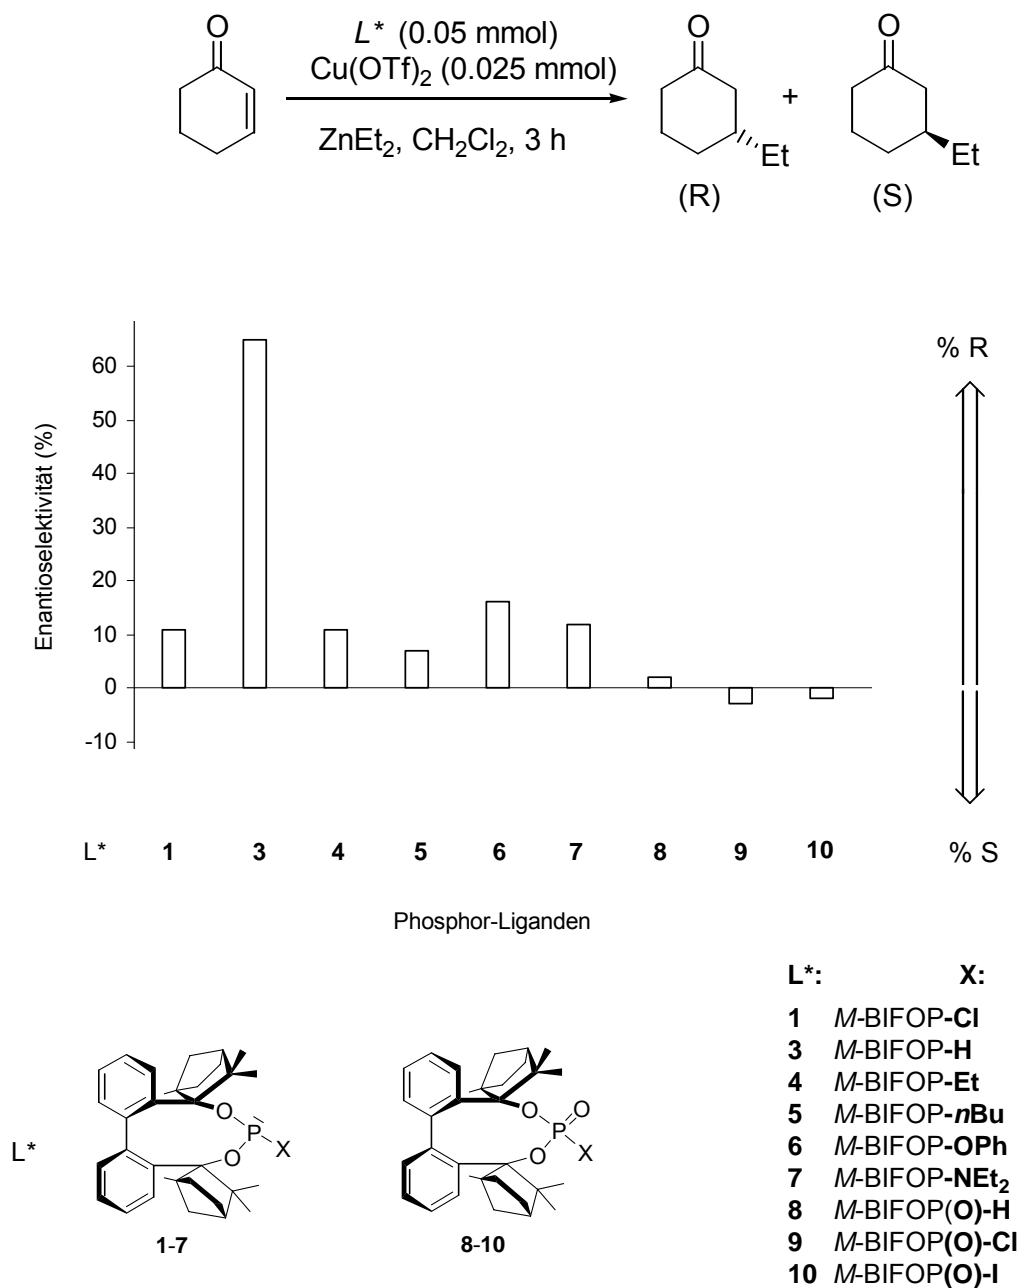 O
L* (0.05 mmol)
Cu(OTf)2 (0.025 mmol)
ZnEt2, CH2Cl2, 3 h
O
Et
(R)
+
O
Et
(S)
Enantioselektivität (%)
60
50
40
30
20
10
0
-10
% R
% S
L* 1 3 4 5 6 7 8 9 10
Phosphor-Liganden
L*: X:
1 M-BIFOP-Cl
3 M-BIFOP-H
4 M-BIFOP-Et
5 M-BIFOP-nBu
6 M-BIFOP-OPh
7 M-BIFOP-NEt2
8 M-BIFOP(O)-H
9 M-BIFOP(O)-Cl
10 M-BIFOP(O)-I
L*
O
P
X
O
1-7
O
O
P
X
O
8-10